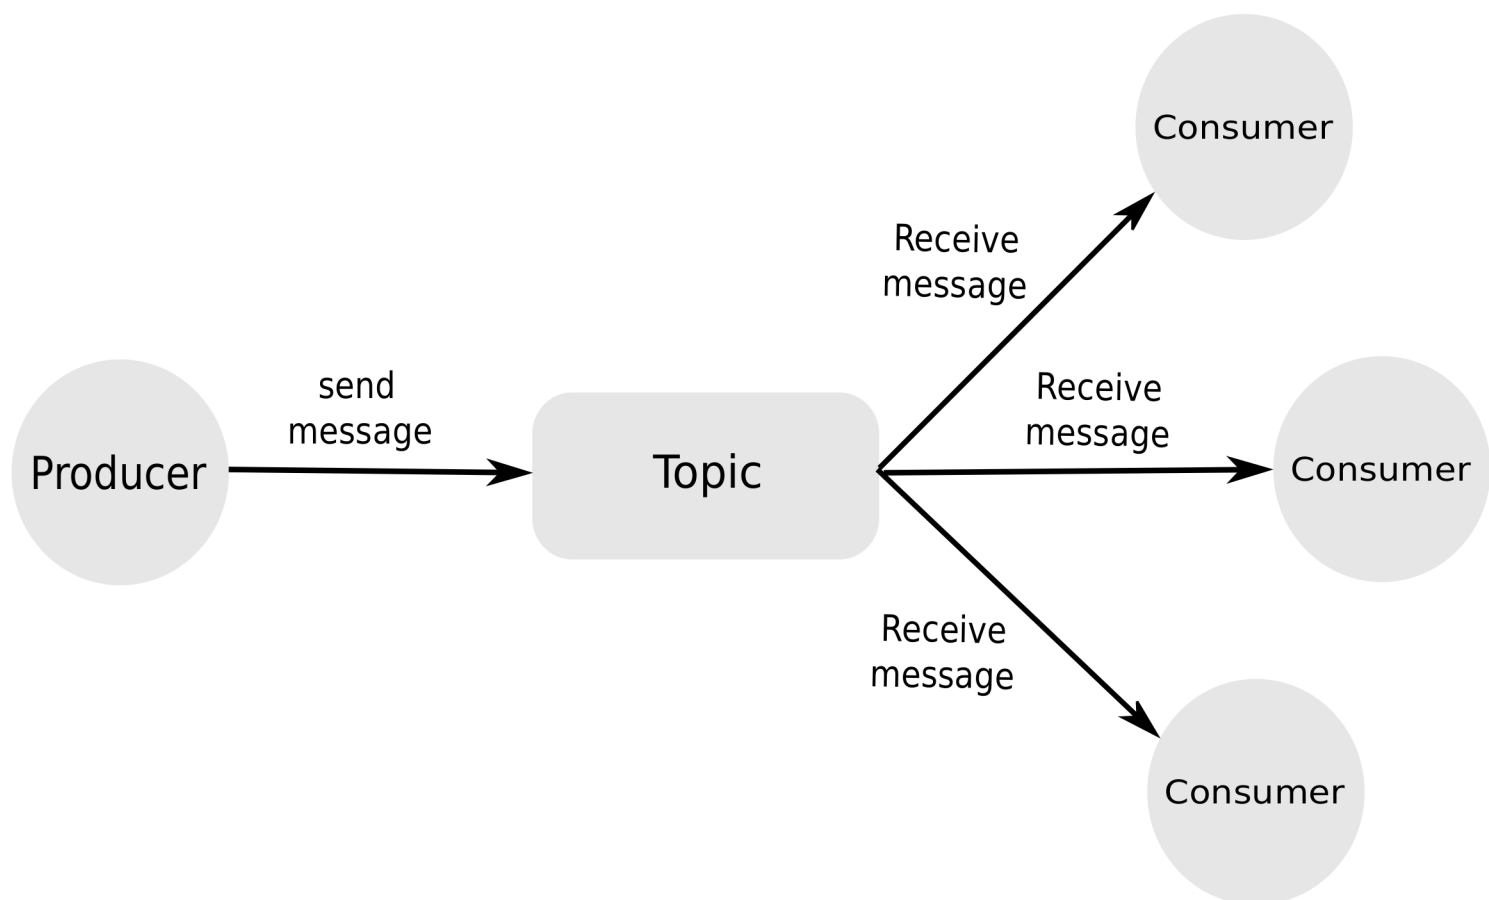 Consumer
Receive
message
send
message
Receive
message
Producer
Topic
Consumer
Receive
message
Consumer